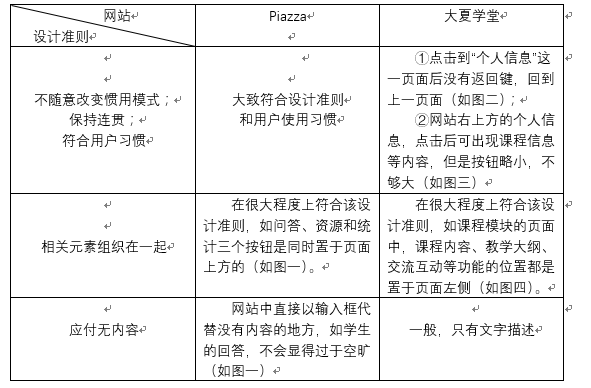 网站
设计准则
Piazza
大夏学堂
不随意改变惯用模式；
保持连贯；
符合用户习惯
大致符合设计准则
和用户使用习惯
①点击到“个人信息”这
一页面后没有返回键，回到
上一页面（如图二）；
②网站右上方的个人信
息，点击后可出现课程信息
等内容，但是按钮略小，不
够大（如图三）
相关元素组织在一起
在很大程度上符合该设
计准则，如问答、资源和统
计三个按钮是同时置于页面
上方的（如图一）。
在很大程度上符合该设
计准则，如课程模块的页面
中，课程内容、教学大纲、
交流互动等功能的位置都是
置于页面左侧（如图四）。
应付无内容
网站中直接以输入框代
替没有内容的地方，如学生
的回答，不会显得过于空旷
（如图一）
一般，只有文字描述